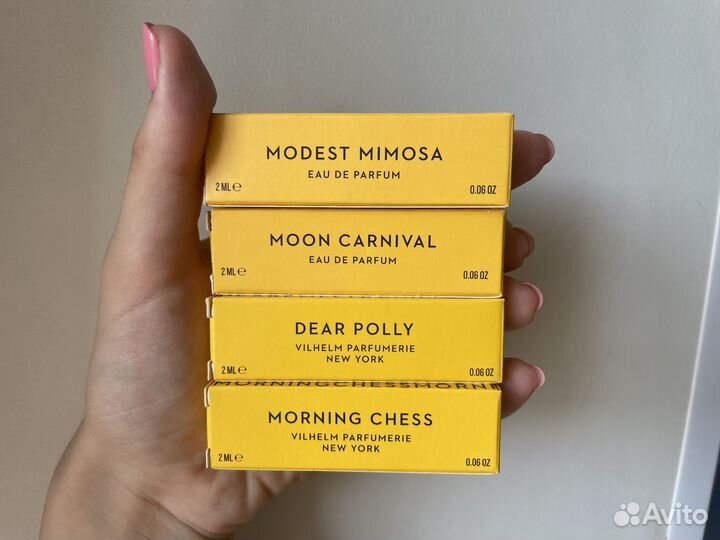 MODEST MIMOSA
EAU DE PARFUM
2 ML ℮
0.06 OZ
MOON CARNIVAL
EAU DE PARFUM
2 ML ℮
0.06 OZ
DEAR POLLY
VILHELM PARFUMERIE
NEW YORK
2 ML ℮
0.06 OZ
MORNINGCHESSMORN
MORNING CHESS
VILHELM PARFUMERIE
NEW YORK
2 ML ℮
0.06 OZ
Avito